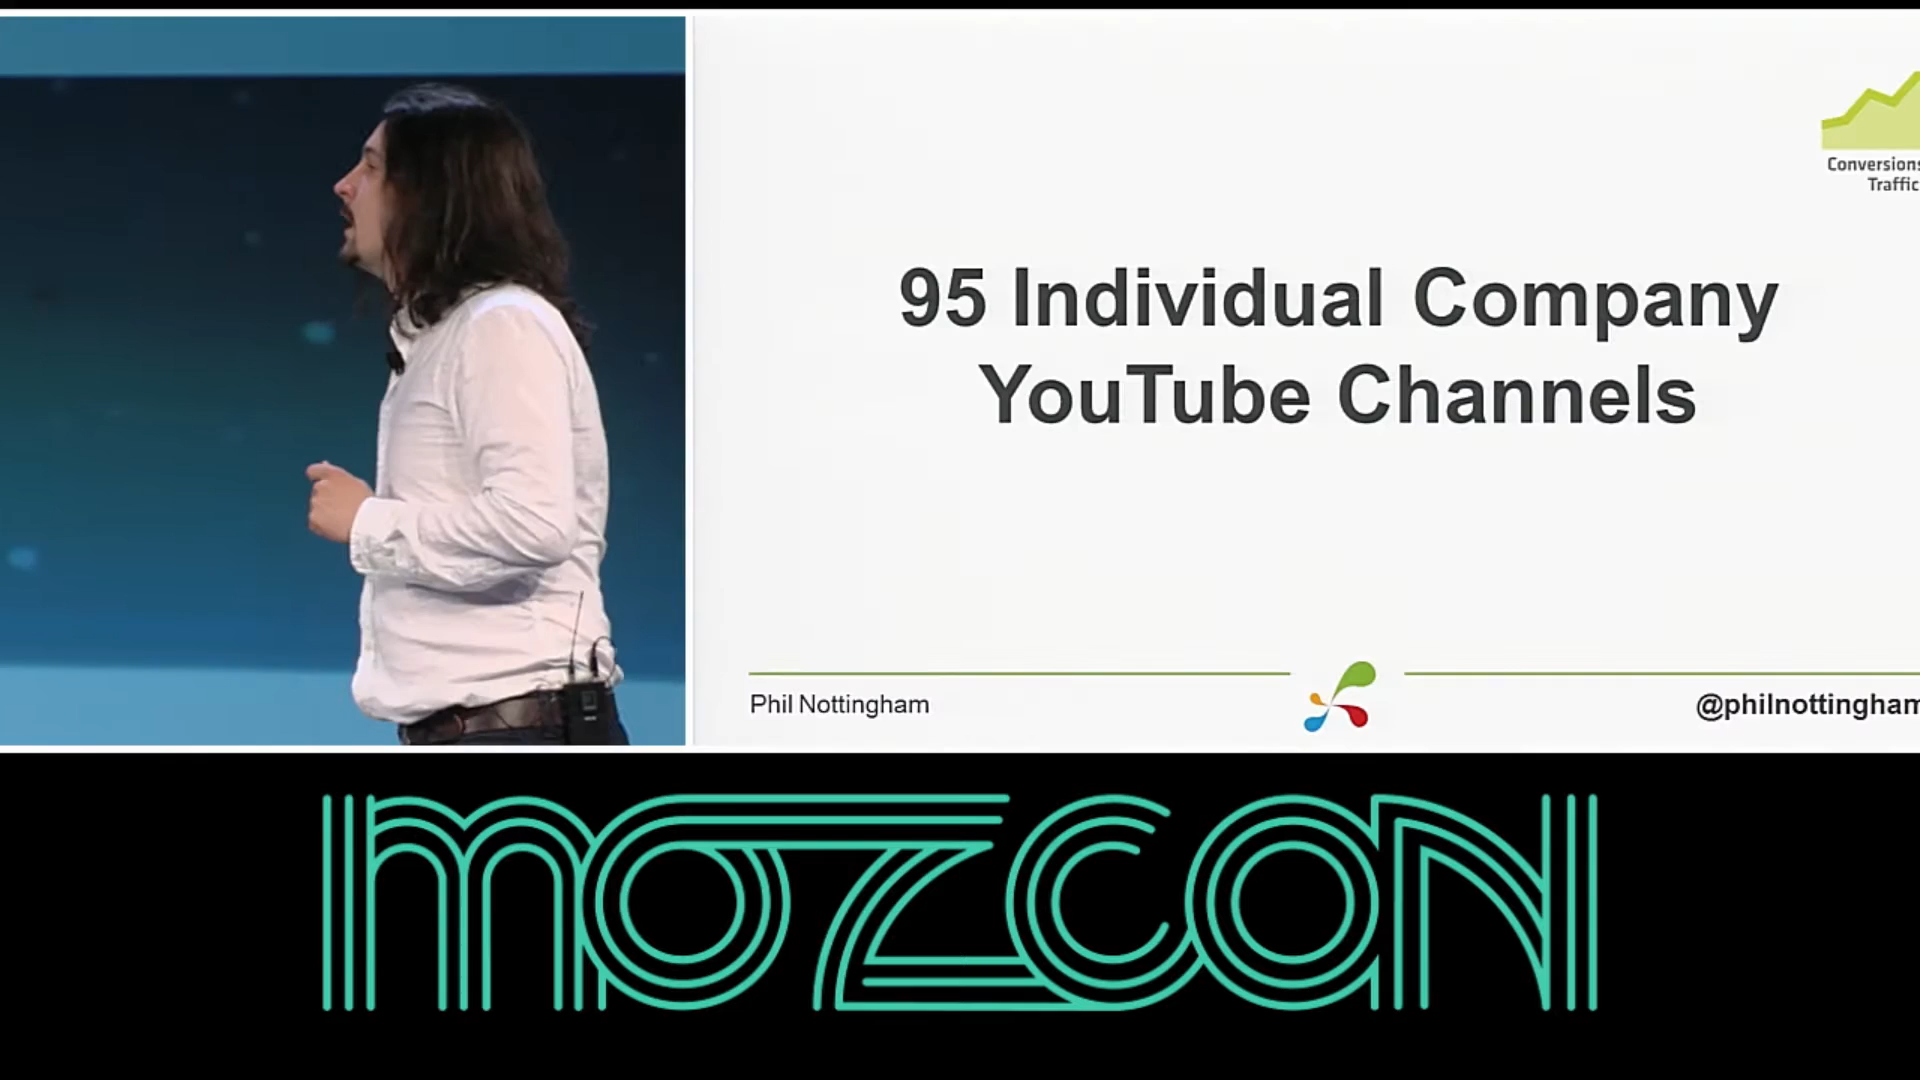 Conversions
Traffic
95 Individual Company
YouTube Channels
Phil Nottingham
@philnottingham
MOZCON